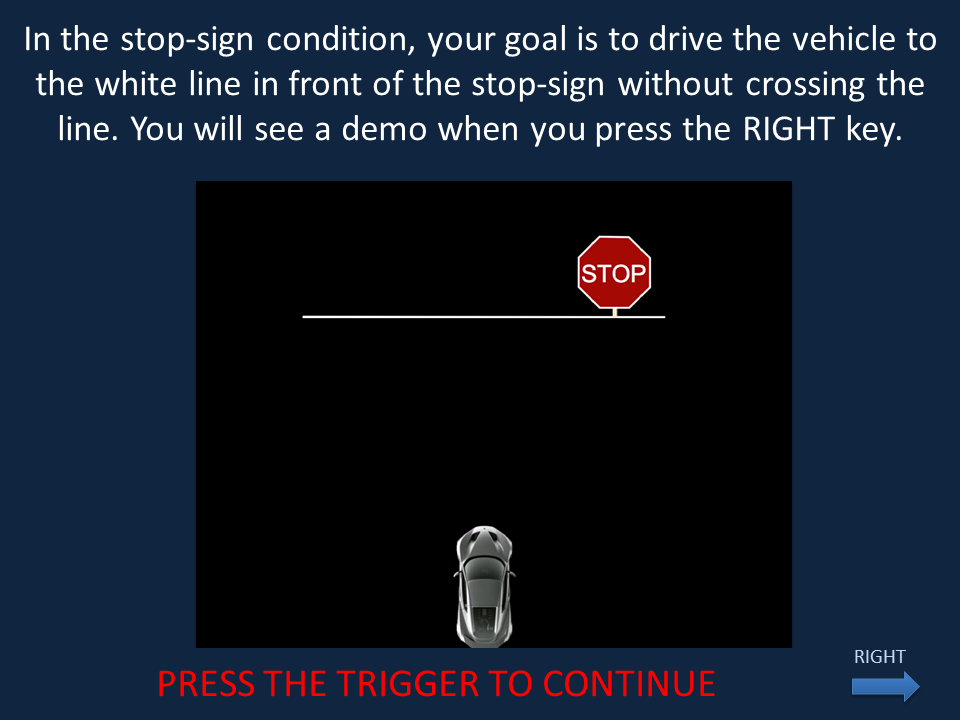 In the stop-sign condition, your goal is to drive the vehicle to
the white line in front of the stop-sign without crossing the
line. You will see a demo when you press the RIGHT key.
STOP
RIGHT
PRESS THE TRIGGER TO CONTINUE